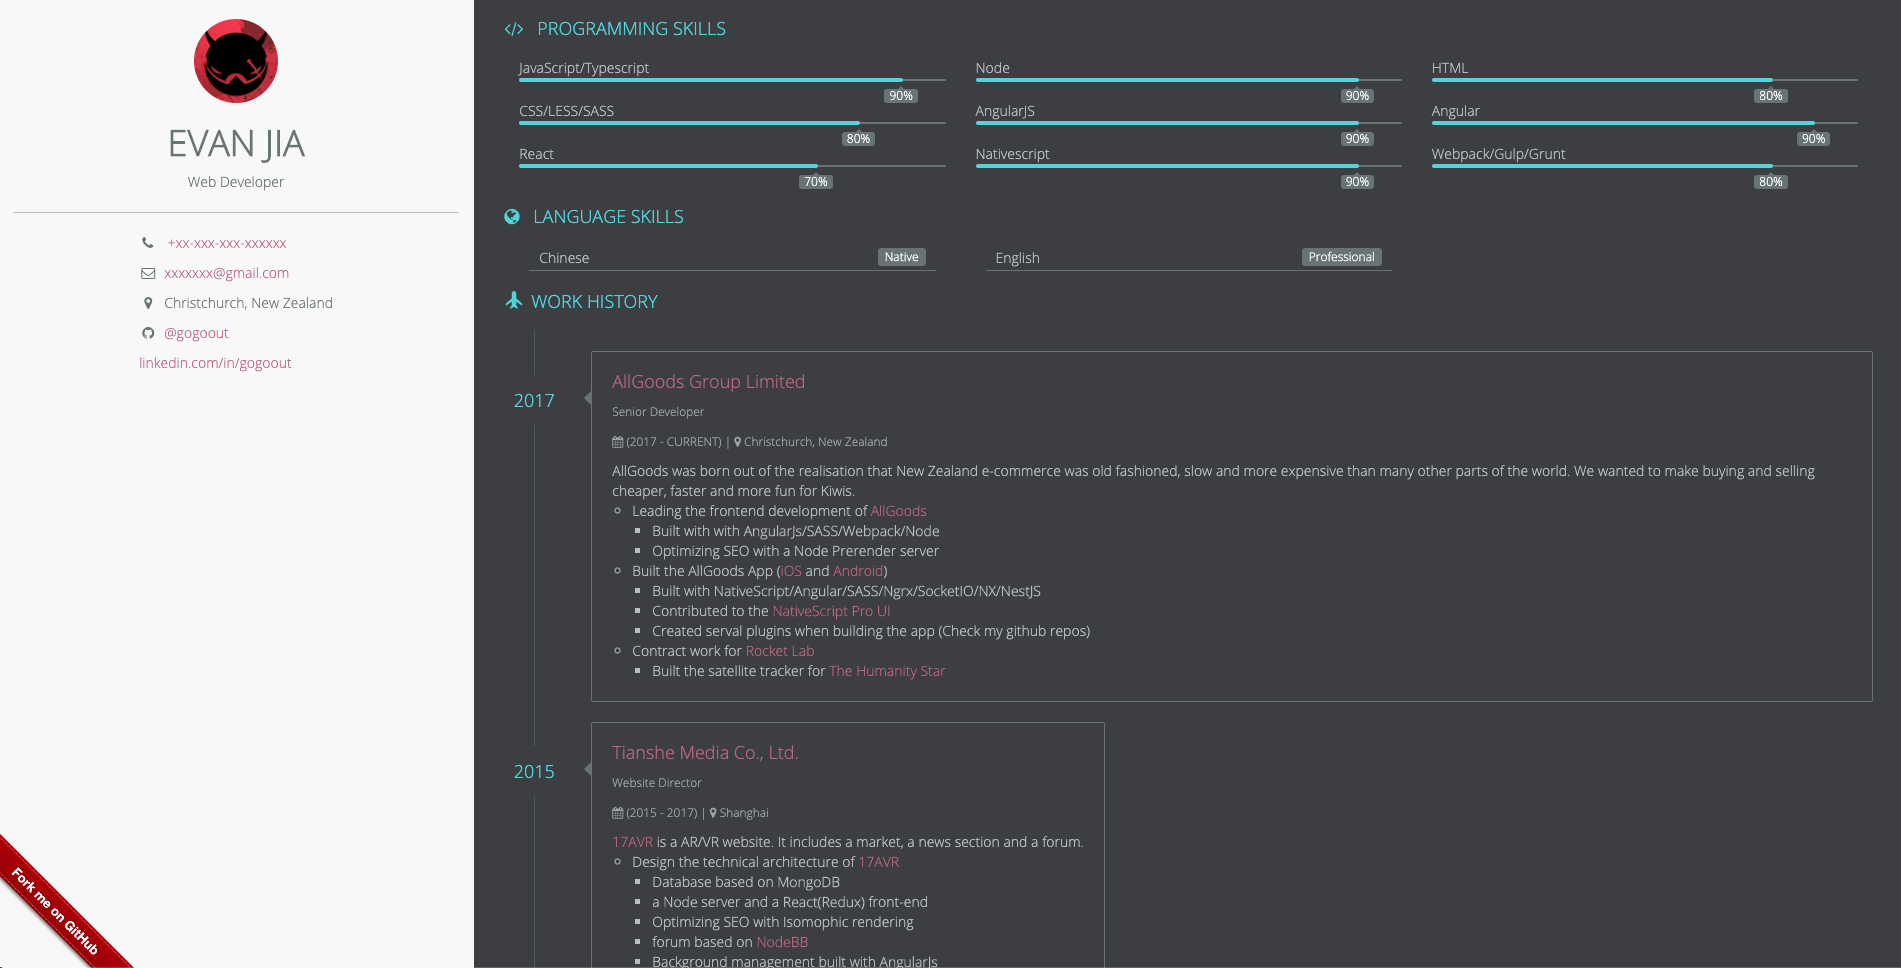 EVAN JIA
Web Developer
+xx-xxx-xxx-xxxxxx
xxxxxxx@gmail.com
Christchurch, New Zealand
@gogoout
linkedin.com/in/gogoout
Fork me on GitHub
PROGRAMMING SKILLS
JavaScript/Typescript
90%
Node
90%
HTML
80%
CSS/LESS/SASS
80%
AngularJS
90%
Angular
90%
React
70%
Nativescript
90%
Webpack/Gulp/Grunt
80%
LANGUAGE SKILLS
Chinese Native
English Professional
WORK HISTORY
2017
AllGoods Group Limited
Senior Developer
(2017 - CURRENT) | Christchurch, New Zealand
AllGoods was born out of the realisation that New Zealand e-commerce was old fashioned, slow and more expensive than many other parts of the world. We wanted to make buying and selling
cheaper, faster and more fun for Kiwis.
Leading the frontend development of AllGoods
Built with with AngularJs/SASS/Webpack/Node
Optimizing SEO with a Node Prerender server
Built the AllGoods App (iOS and Android)
Built with NativeScript/Angular/SASS/Ngrx/SocketIO/NX/NestJS
Contributed to the NativeScript Pro UI
Created serval plugins when building the app (Check my github repos)
Contract work for Rocket Lab
Built the satellite tracker for The Humanity Star
2015
Tianshe Media Co., Ltd.
Website Director
(2015 - 2017) | Shanghai
17AVR is a AR/VR website. It includes a market, a news section and a forum.
Design the technical architecture of 17AVR
Database based on MongoDB
a Node server and a React(Redux) front-end
Optimizing SEO with Isomophic rendering
forum based on NodeBB
Background management built with AngularJs